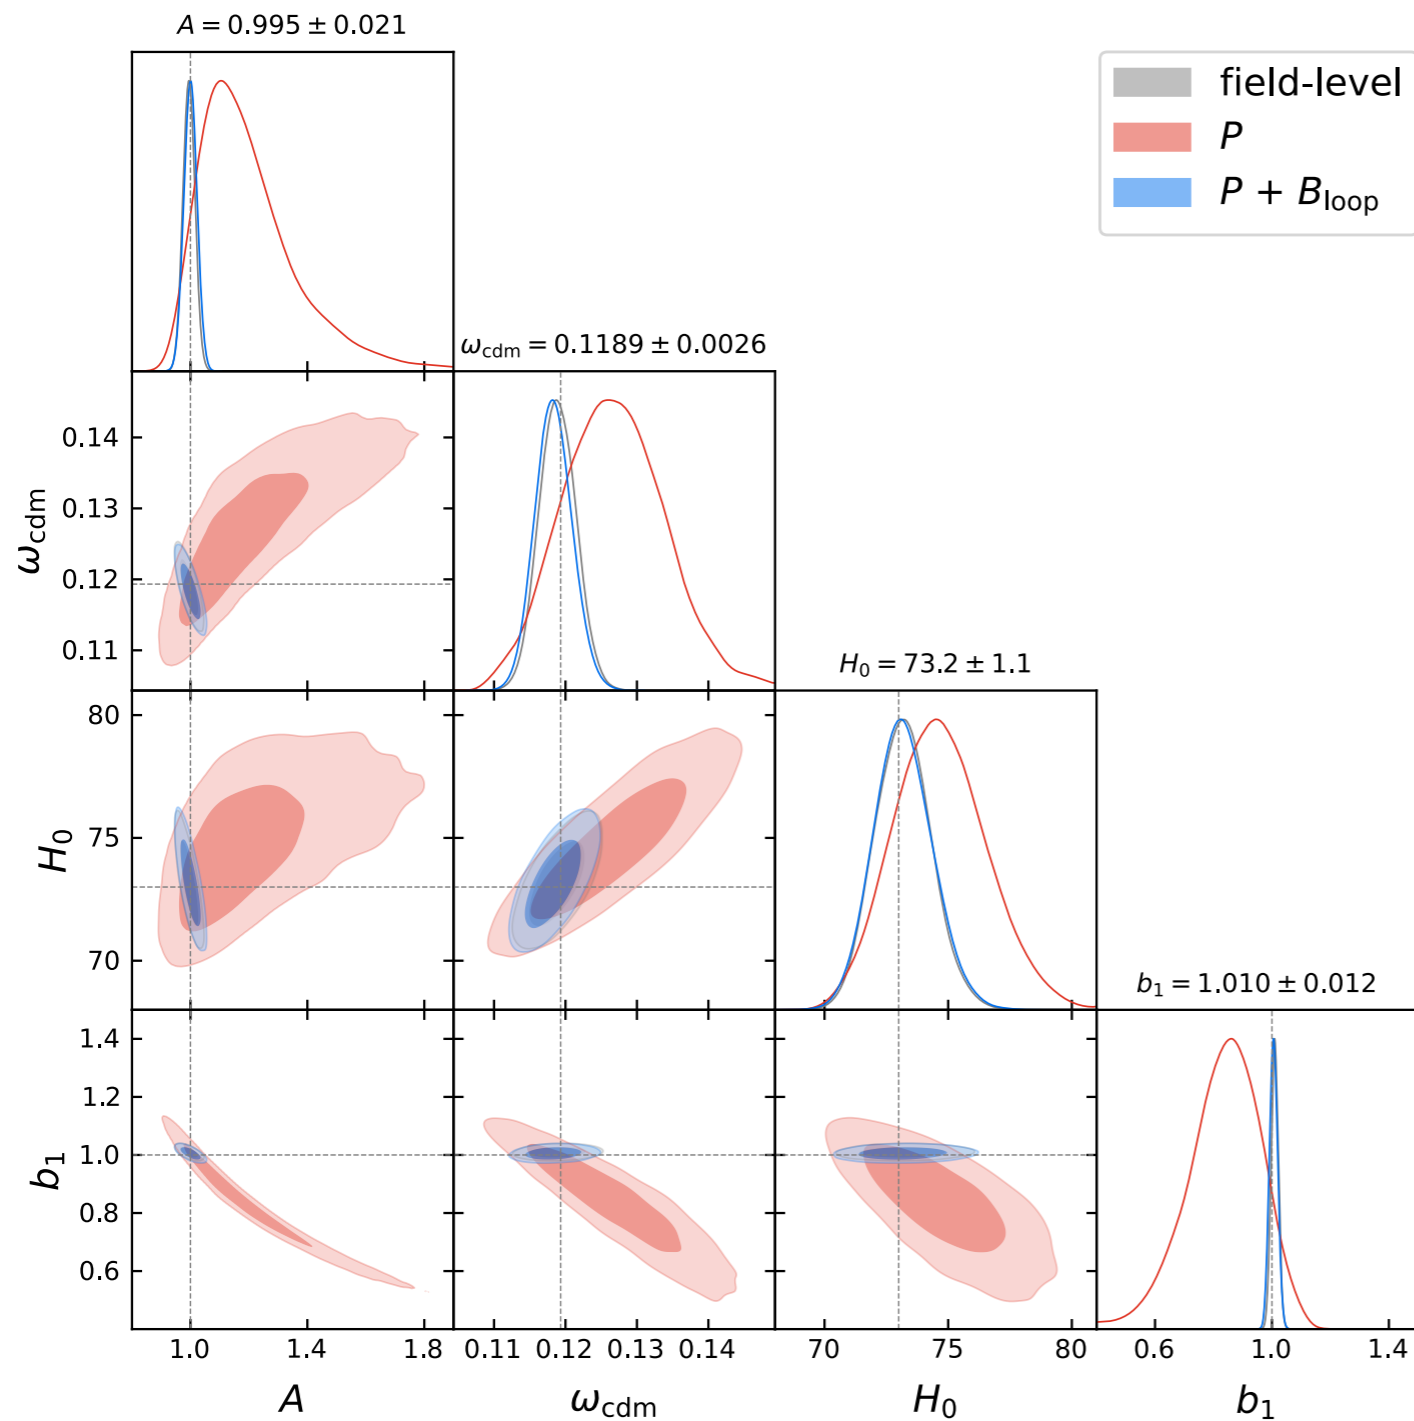 A = 0.995 ± 0.021
field-level
P
P + B_loop
ω_cdm = 0.1189 ± 0.0026
ω_cdm
0.14
0.13
0.12
0.11
H_0 = 73.2 ± 1.1
H_0
80
75
70
b_1 = 1.010 ± 0.012
b_1
1.4
1.2
1.0
0.8
0.6
1.0 1.4 1.8 0.11 0.12 0.13 0.14 70 75 80 0.6 1.0 1.4
A ω_cdm H_0 b_1